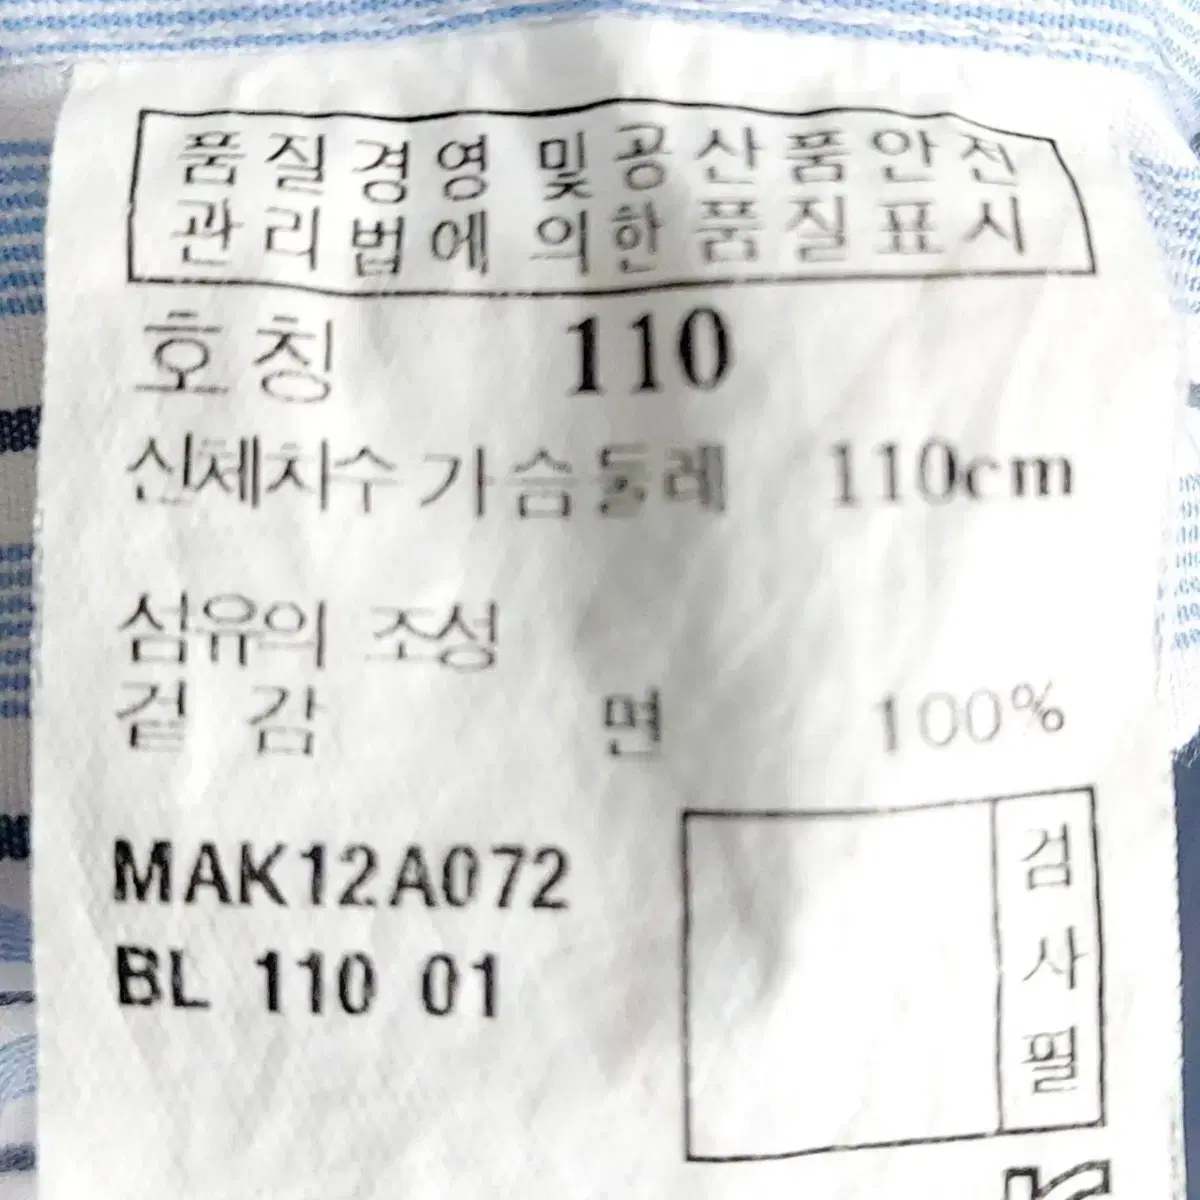 품질경영 및 공산품안전
관리법에 의한 품질표시
호칭 110
신체치수 가슴둘레 110cm
섬유의 조성
겉감 면 100%
MAK12A072
BL 110 01
검사필